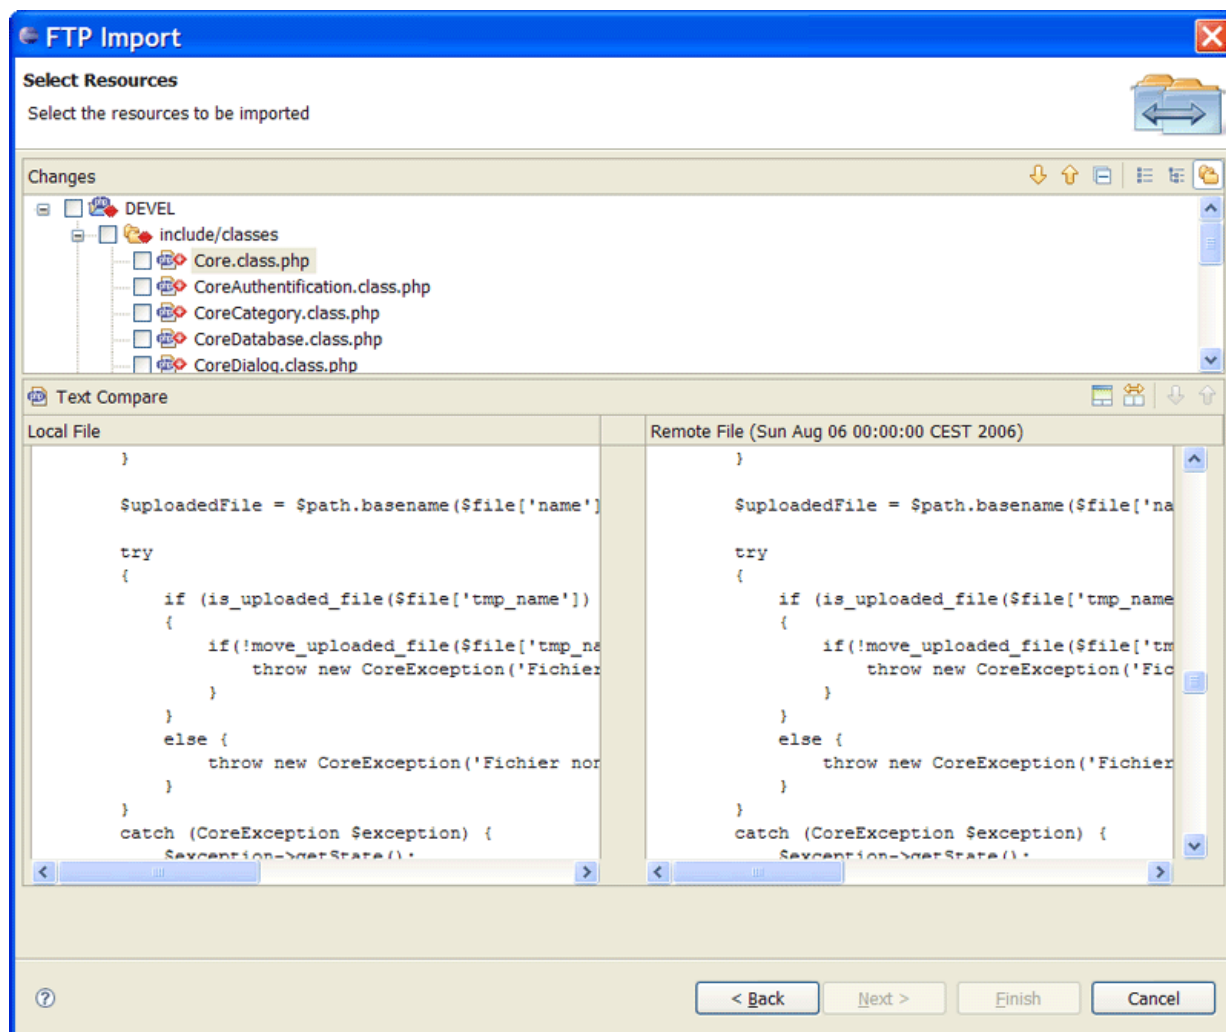 FTP Import
Select Resources
Select the resources to be imported
Changes
DEVEL
include/classes
Core.class.php
CoreAuthentification.class.php
CoreCategory.class.php
CoreDatabase.class.php
CoreDialog.class.php
Text Compare
Local File
Remote File (Sun Aug 06 00:00:00 CEST 2006)
}
$uploadedFile = $path.basename($file['name']
try
{
if (is_uploaded_file($file['tmp_name'])
{
if(!move_uploaded_file($file['tmp_na
throw new CoreException('Fichier
}
}
else {
throw new CoreException('Fichier non
}
}
catch (CoreException $exception) {
$exception->getState();
}
$uploadedFile = $path.basename($file['na
try
{
if (is_uploaded_file($file['tmp_name
{
if(!move_uploaded_file($file['tm
throw new CoreException('Fic
}
}
else {
throw new CoreException('Fichier
}
}
catch (CoreException $exception) {
$exception->getState();
< Back
Next >
Finish
Cancel